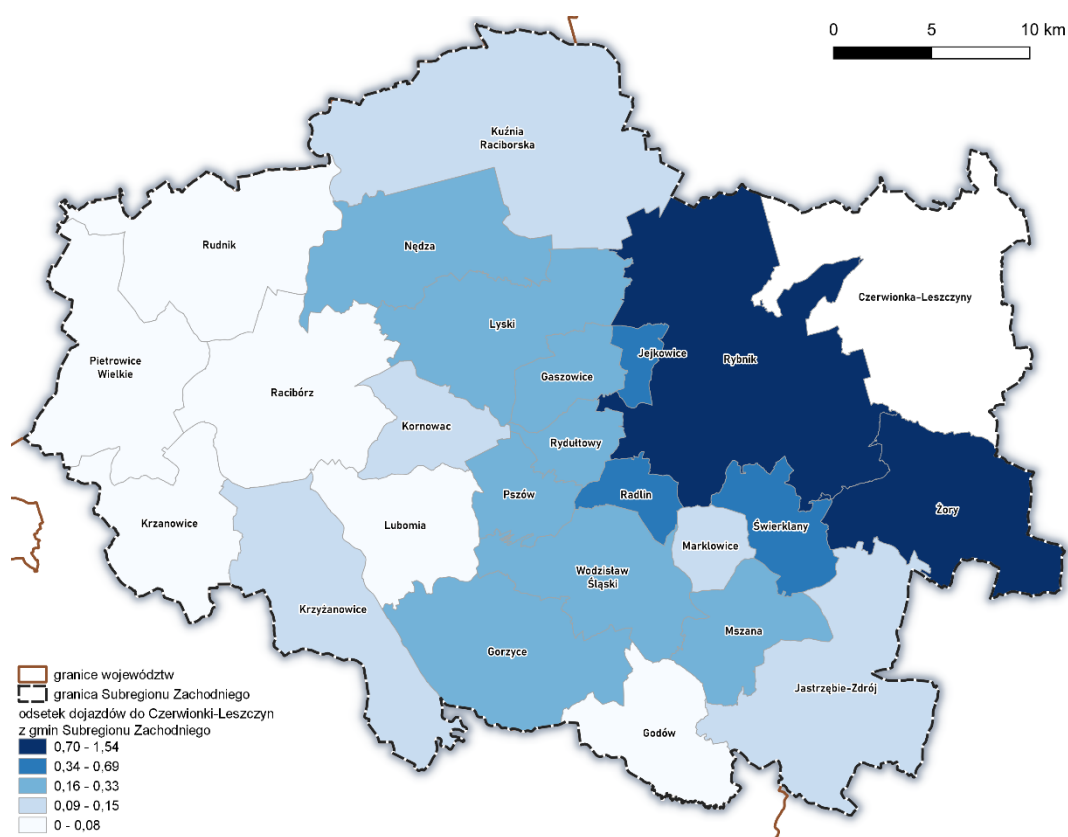 0 5 10 km
Kuźnia
Raciborska
Rudnik
Nędza
Czerwionka-Leszczyny
Lyski
Jejkowice
Rybnik
Pietrowice
Wielkie
Gaszowice
Racibórz
Kornowac
Rydułtowy
Pszów
Radlin
Żory
Krzanowice
Lubomia
Świerklany
Marklowice
Wodzisław
Śląski
Krzyżanowice
Mszana
Gorzyce
Jastrzębie-Zdrój
Godów
granice województw
granica Subregionu Zachodniego
odsetek dojazdów do Czerwionki-Leszczyn
z gmin Subregionu Zachodniego
0,70 - 1,54
0,34 - 0,69
0,16 - 0,33
0,09 - 0,15
0 - 0,08